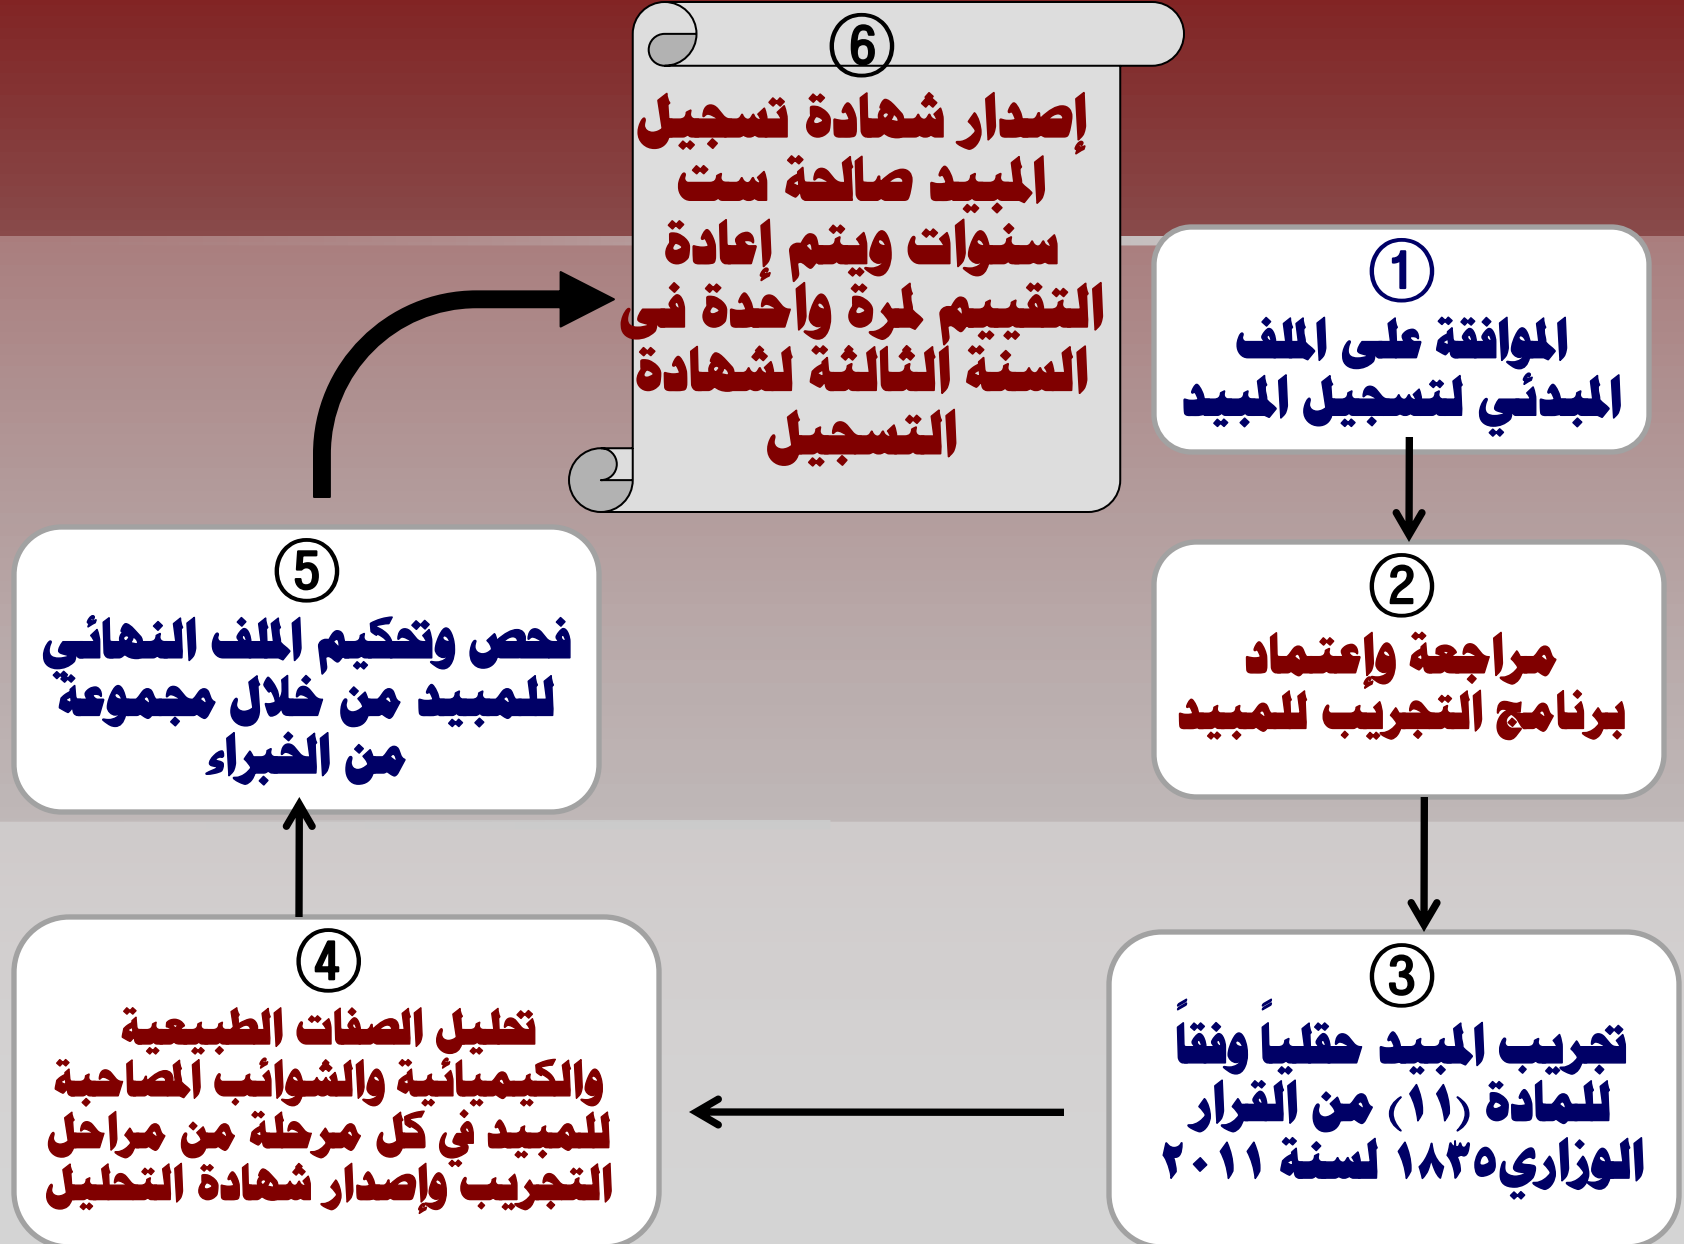 ①
الموافقة على الملف
المبدئي لتسجيل المبيد
②
مراجعة وإعتماد
برنامج التجريب للمبيد
③
تجريب المبيد حقلياً وفقاً
للمادة (١١) من القرار
الوزاري١٨٣٥ لسنة ٢٠١١
④
تحليل الصفات الطبيعية
والكيميائية والشوائب المصاحبة
للمبيد في كل مرحلة من مراحل
التجريب وإصدار شهادة التحليل
⑤
فحص وتحكيم الملف النهائي
للمبيد من خلال مجموعة
من الخبراء
⑥
إصدار شهادة تسجيل
المبيد صالحة ست
سنوات ويتم إعادة
التقييم لمرة واحدة فى
السنة الثالثة لشهادة
التسجيل